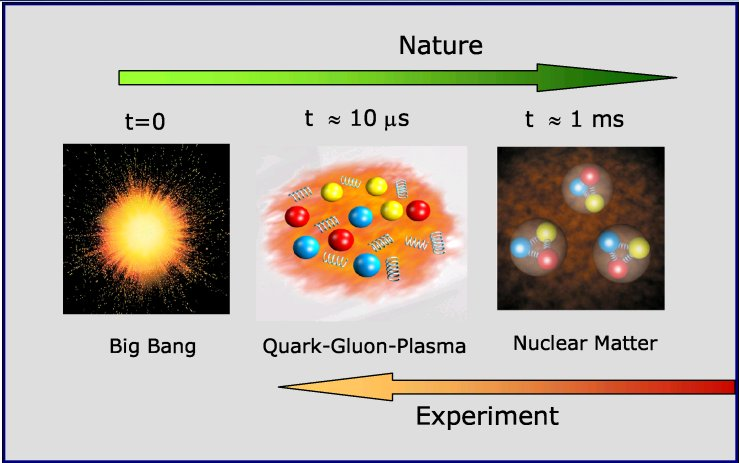 Nature
t=0
t ≈ 10 μs
t ≈ 1 ms
Big Bang
Quark-Gluon-Plasma
Nuclear Matter
Experiment